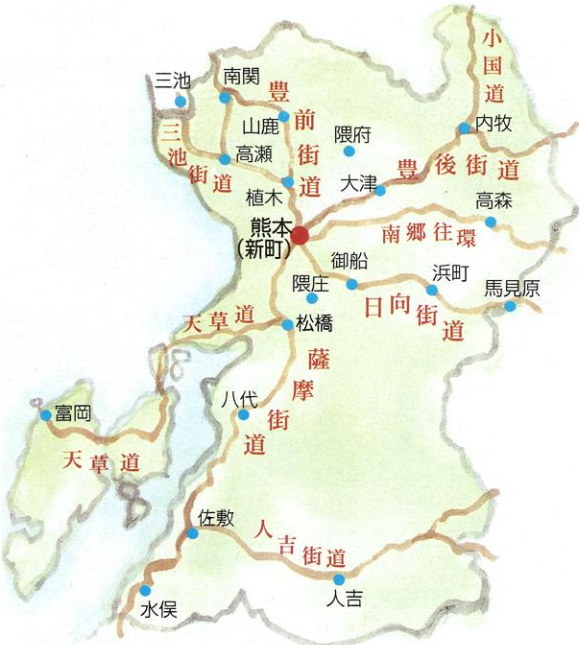 小国道
三池
南関
豊前街道
山鹿
三池街道
高瀬
隈府
内牧
豊後街道
植木
大津
高森
熊本
(新町)
南郷往環
御船
浜町
隈庄
馬見原
日向街道
天草道
松橋
薩摩街道
八代
富岡
天草道
佐敷
人吉街道
水俣
人吉